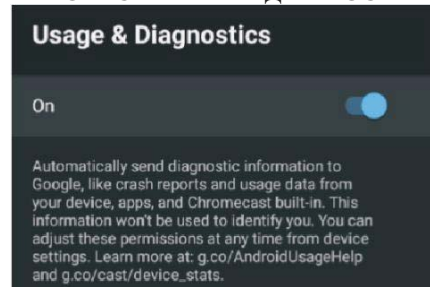 Usage & Diagnostics
On
Automatically send diagnostic information to
Google, like crash reports and usage data from
your device, apps, and Chromecast built-in. This
information won't be used to identify you. You can
adjust these permissions at any time from device
settings. Learn more at: g.co/AndroidUsageHelp
and g.co/cast/device_stats.